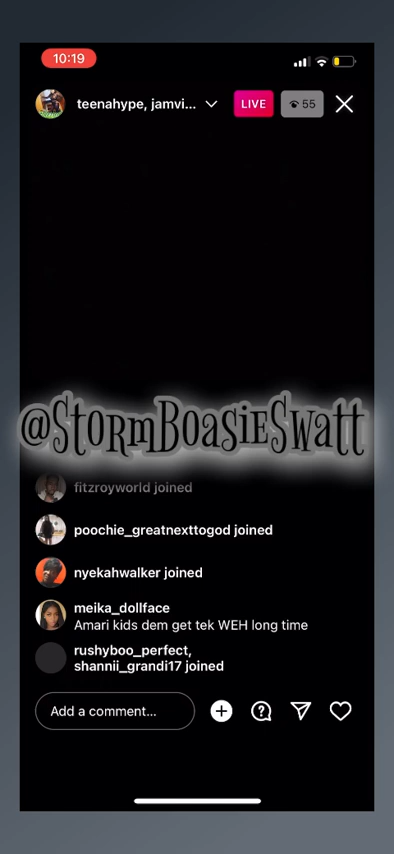 10:19
teenahype, jamvi...
LIVE
55
@StormBoasieSwatt
fitzroyworld joined
poochie_greatnexttogod joined
nyekahwalker joined
meika_dollface
Amari kids dem get tek WEH long time
rushyboo_perfect,
shannii_grandi17 joined
Add a comment...